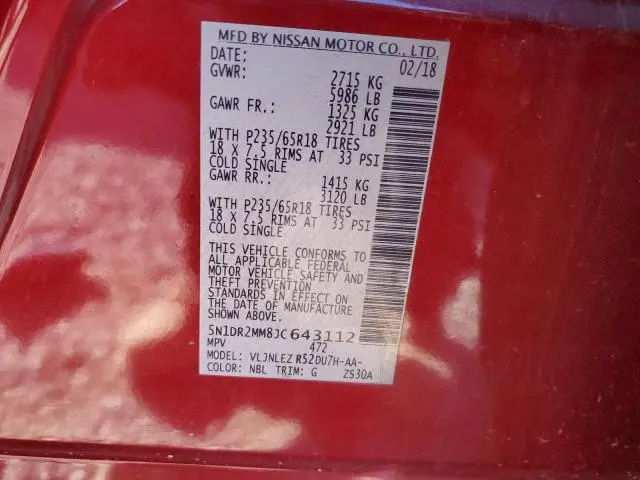 MFD BY NISSAN MOTOR CO., LTD.
DATE: 02/18
GVWR: 2715 KG
5986 LB
GAWR FR.: 1325 KG
2921 LB
WITH P235/65R18 TIRES
18 X 7.5 RIMS AT 33 PSI
COLD SINGLE
GAWR RR.: 1415 KG
3120 LB
WITH P235/65R18 TIRES
18 X 7.5 RIMS AT 33 PSI
COLD SINGLE
THIS VEHICLE CONFORMS TO
ALL APPLICABLE FEDERAL
MOTOR VEHICLE SAFETY AND
THEFT PREVENTION
STANDARDS IN EFFECT ON
THE DATE OF MANUFACTURE
SHOWN ABOVE
5N1DR2MM8JC643112
MPV 472
MODEL: VLJNLEZ R52DU7H-AA-
COLOR: NBL TRIM: G ZS30A